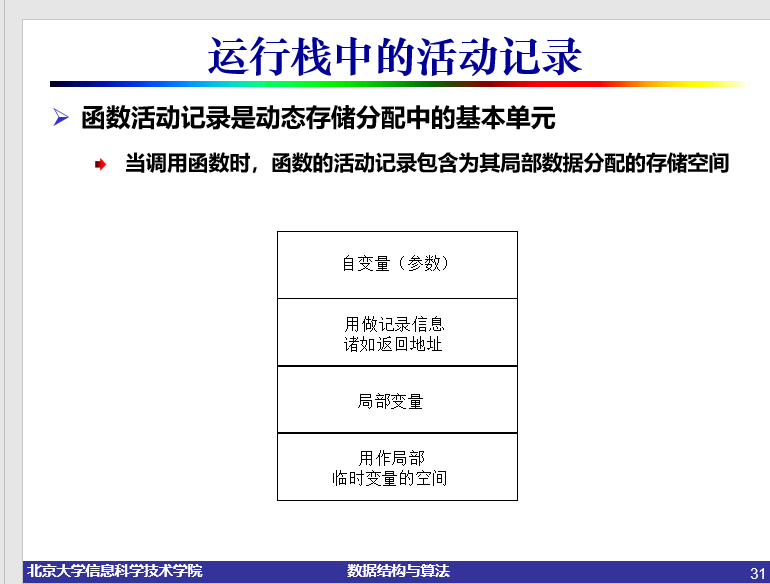 运行栈中的活动记录
函数活动记录是动态存储分配中的基本单元
当调用函数时，函数的活动记录包含为其局部数据分配的存储空间
自变量（参数）
用做记录信息
诸如返回地址
局部变量
用作局部
临时变量的空间
北京大学信息科学技术学院
数据结构与算法
31